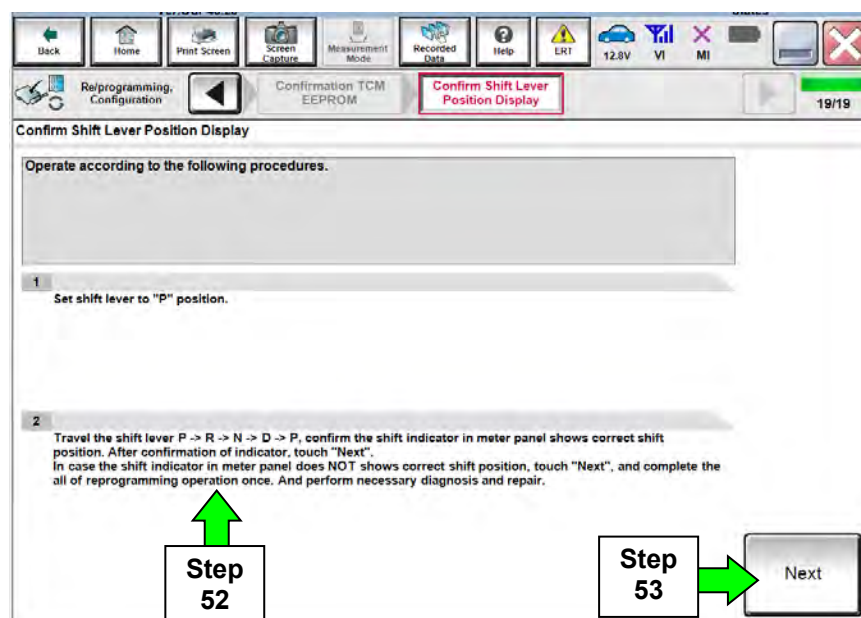 Back
Home
Print Screen
Screen
Capture
Measurement
Mode
Recorded
Data
Help
ERT
12.8V
VI
MI
Re/programming,
Configuration
Confirmation TCM
EEPROM
Confirm Shift Lever
Position Display
19/19
Confirm Shift Lever Position Display
Operate according to the following procedures.
1
Set shift lever to "P" position.
2
Travel the shift lever P -> R -> N -> D -> P, confirm the shift indicator in meter panel shows correct shift
position. After confirmation of indicator, touch "Next".
In case the shift indicator in meter panel does NOT shows correct shift position, touch "Next", and complete the
all of reprogramming operation once. And perform necessary diagnosis and repair.
Step
52
Step
53
Next